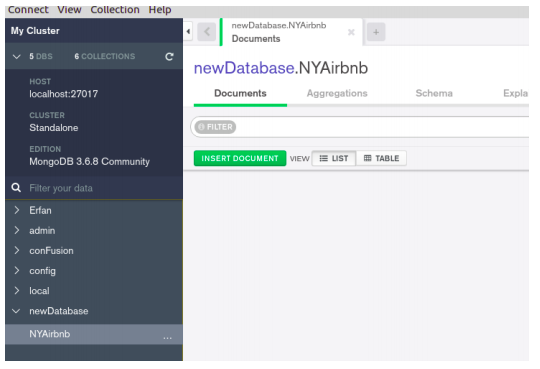 Connect View Collection Help
My Cluster
5 DBS 6 COLLECTIONS
HOST
localhost:27017
CLUSTER
Standalone
EDITION
MongoDB 3.6.8 Community
Filter your data
Erfan
admin
conFusion
config
local
newDatabase
NYAirbnb
...
newDatabase.NYAirbnb
Documents
newDatabase.NYAirbnb
Documents Aggregations Schema Expla
FILTER
INSERT DOCUMENT VIEW LIST TABLE